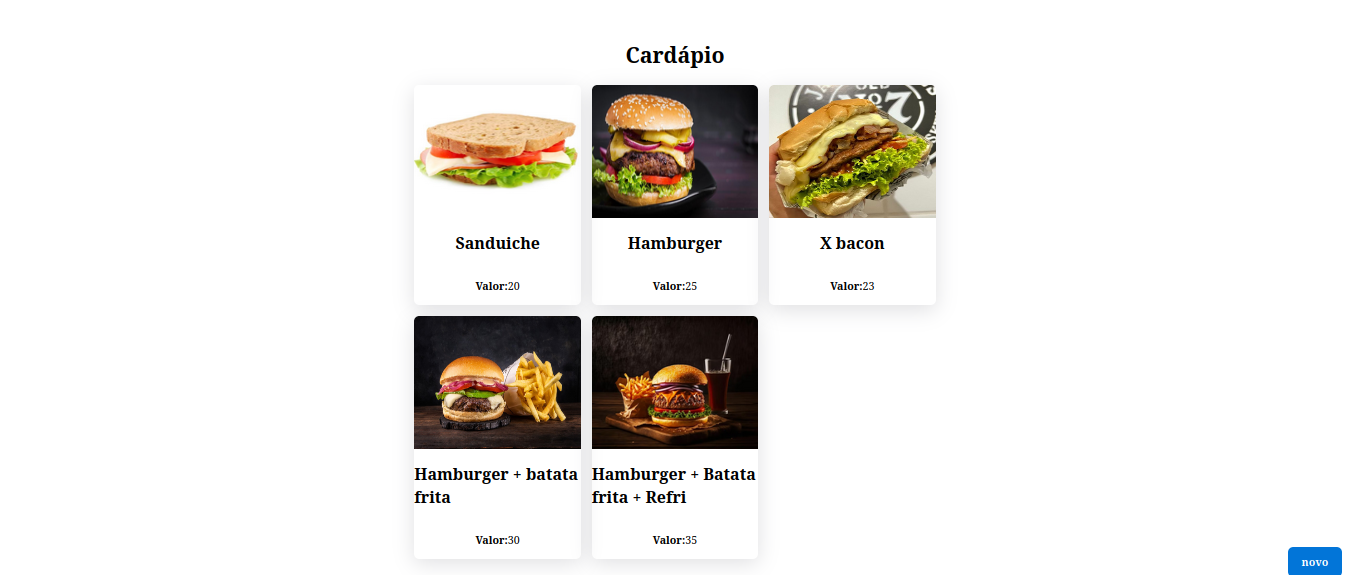 Cardápio
Sanduiche
Hamburger
X bacon
Valor:20
Valor:25
Valor:23
Hamburger + batata
frita
Hamburger + Batata
frita + Refri
Valor:30
Valor:35
novo